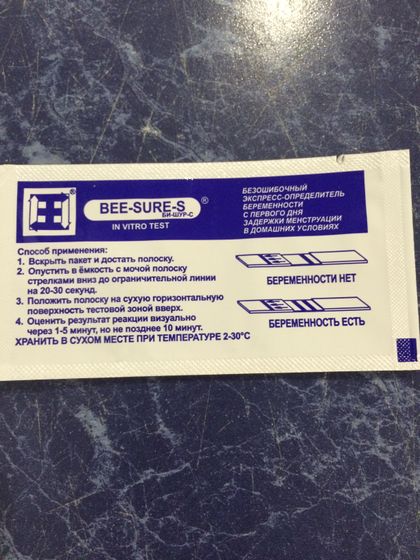 BEE-SURE-S ®
БИ-ШУР-С
IN VITRO TEST
БЕЗОШИБОЧНЫЙ
ЭКСПРЕСС-ОПРЕДЕЛИТЕЛЬ
БЕРЕМЕННОСТИ
С ПЕРВОГО ДНЯ
ЗАДЕРЖКИ МЕНСТРУАЦИИ
В ДОМАШНИХ УСЛОВИЯХ
Способ применения:
1. Вскрыть пакет и достать полоску.
2. Опустить в ёмкость с мочой полоску
стрелками вниз до ограничительной линии
на 20-30 секунд.
3. Положить полоску на сухую горизонтальную
поверхность тестовой зоной вверх.
4. Оценить результат реакции визуально
через 1-5 минут, но не позднее 10 минут.
ХРАНИТЬ В СУХОМ МЕСТЕ ПРИ ТЕМПЕРАТУРЕ 2-30°С
БЕРЕМЕННОСТИ НЕТ
БЕРЕМЕННОСТЬ ЕСТЬ